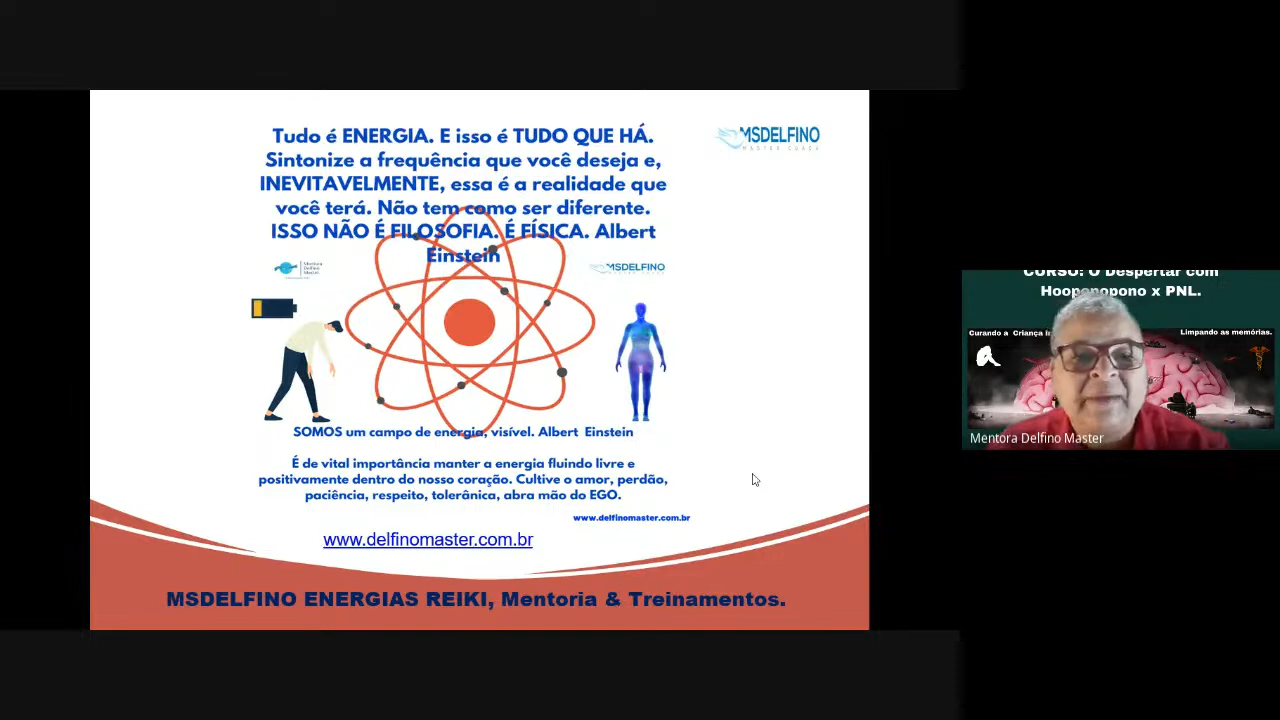 Tudo é ENERGIA. E isso é TUDO QUE HÁ.
Sintonize a frequência que você deseja e,
INEVITAVELMENTE, essa é a realidade que
você terá. Não tem como ser diferente.
ISSO NÃO É FILOSOFIA. É FÍSICA. Albert
Einstein
MSDELFINO
MSDELFINO
Mentora
Delfino
Master
SOMOS um campo de energia, visível. Albert Einstein
É de vital importância manter a energia fluindo livre e
positivamente dentro do nosso coração. Cultive o amor, perdão,
paciência, respeito, tolerânica, abra mão do EGO.
www.delfinomaster.com.br
www.delfinomaster.com.br
MSDELFINO ENERGIAS REIKI, Mentoria & Treinamentos.
CURSO: O Despertar com
Hooponopono x PNL.
Curando a Criança
Limpando as memórias.
Mentora Delfino Master